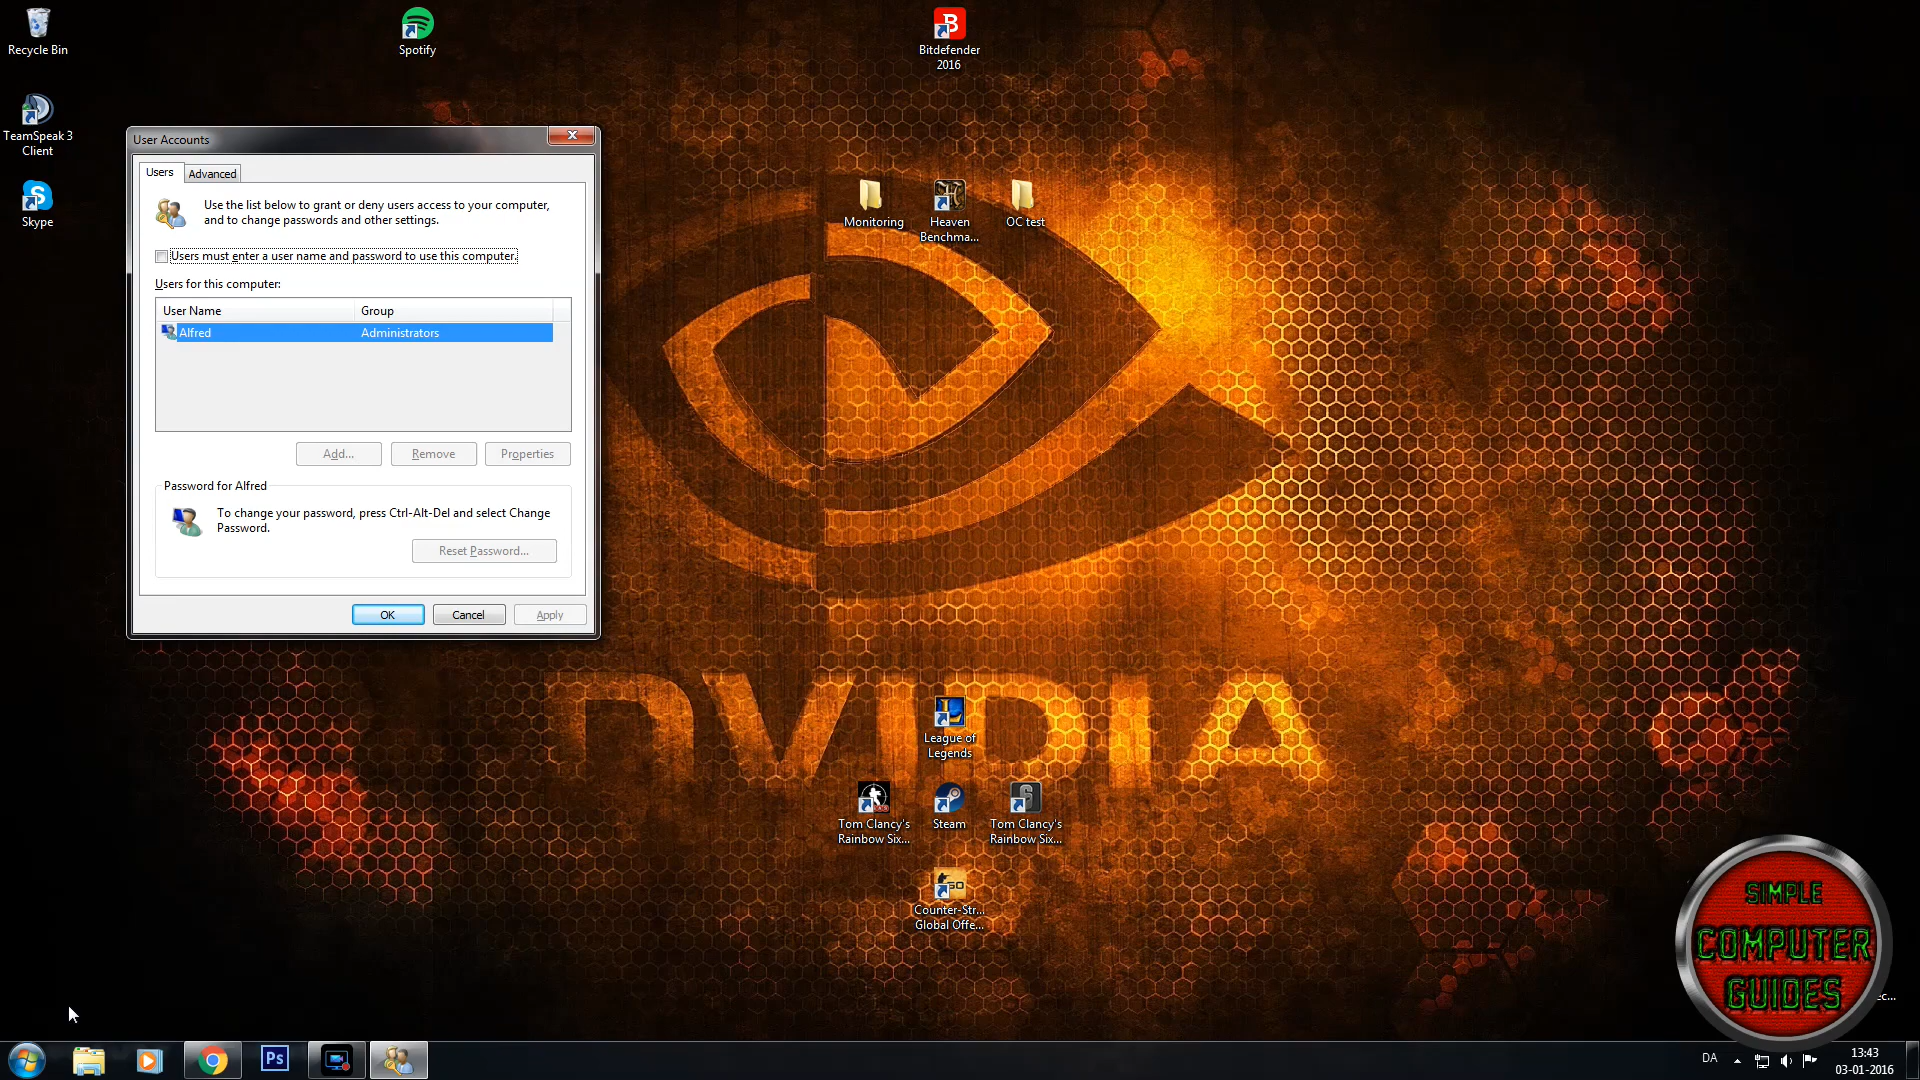 Recycle Bin
Spotify
Bitdefender
2016
TeamSpeak 3
Client
Skype
User Accounts
Users
Advanced
Use the list below to grant or deny users access to your computer,
and to change passwords and other settings.
Users must enter a user name and password to use this computer.
Users for this computer:
User Name
Group
Alfred
Administrators
Add...
Remove
Properties
Password for Alfred
To change your password, press Ctrl-Alt-Del and select Change
Password.
Reset Password...
OK
Cancel
Apply
Monitoring
Heaven
Benchma...
OC test
NVIDIA
League of
Legends
Tom Clancy's
Rainbow Six...
Steam
Tom Clancy's
Rainbow Six...
GO
Counter-Str...
Global Offe...
SIMPLE
COMPUTER
GUIDES
Ps
DA
13:43
03-01-2016